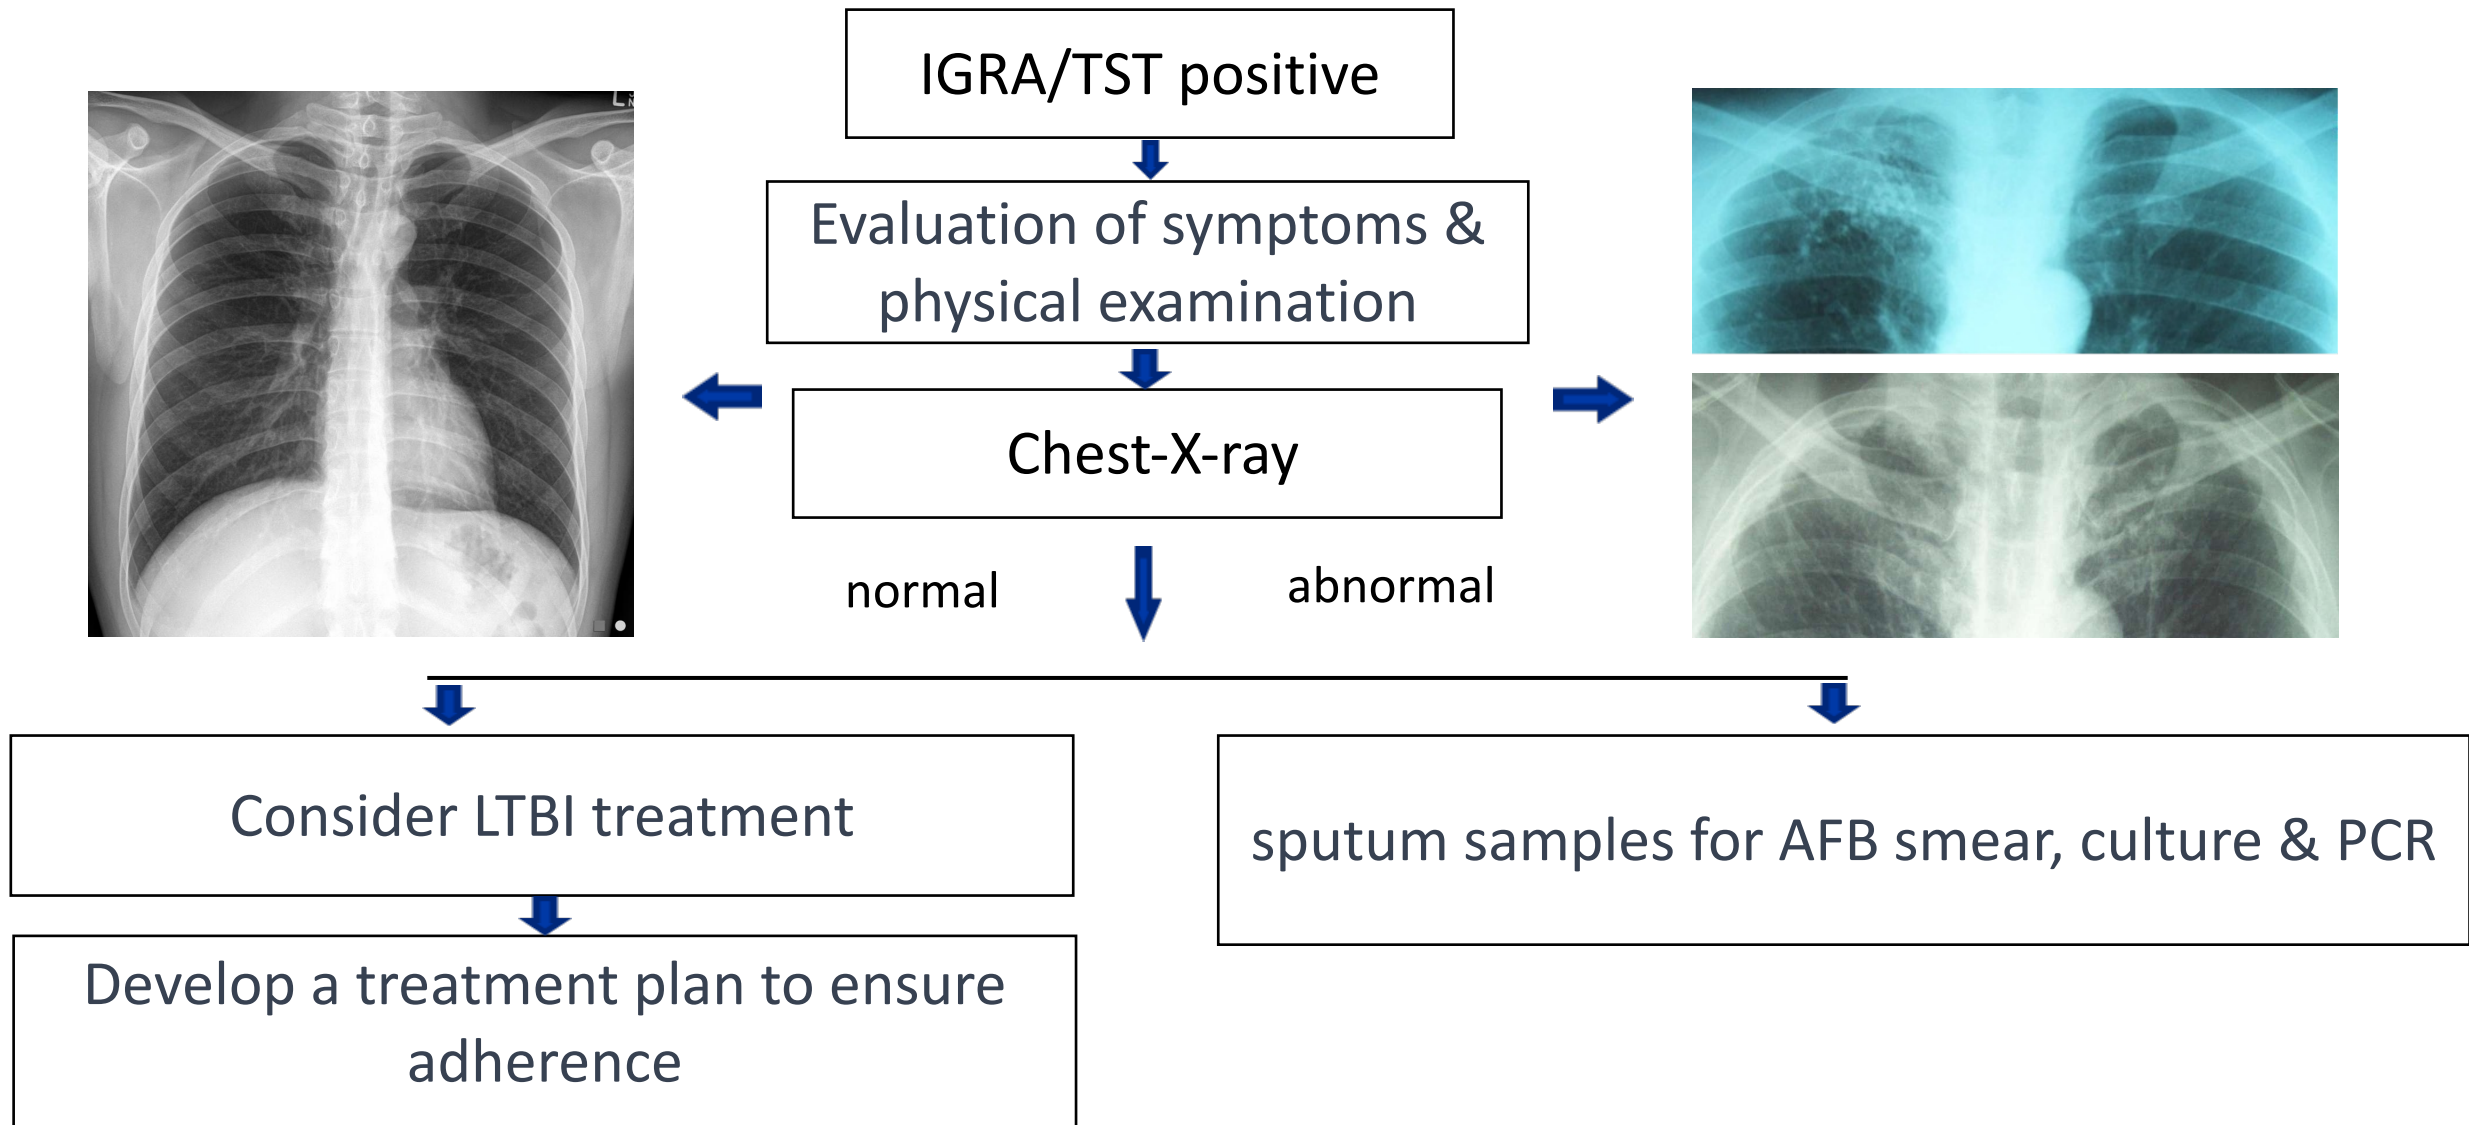 IGRA/TST positive
Evaluation of symptoms &
physical examination
Chest-X-ray
normal
abnormal
Consider LTBI treatment
sputum samples for AFB smear, culture & PCR
Develop a treatment plan to ensure
adherence
L